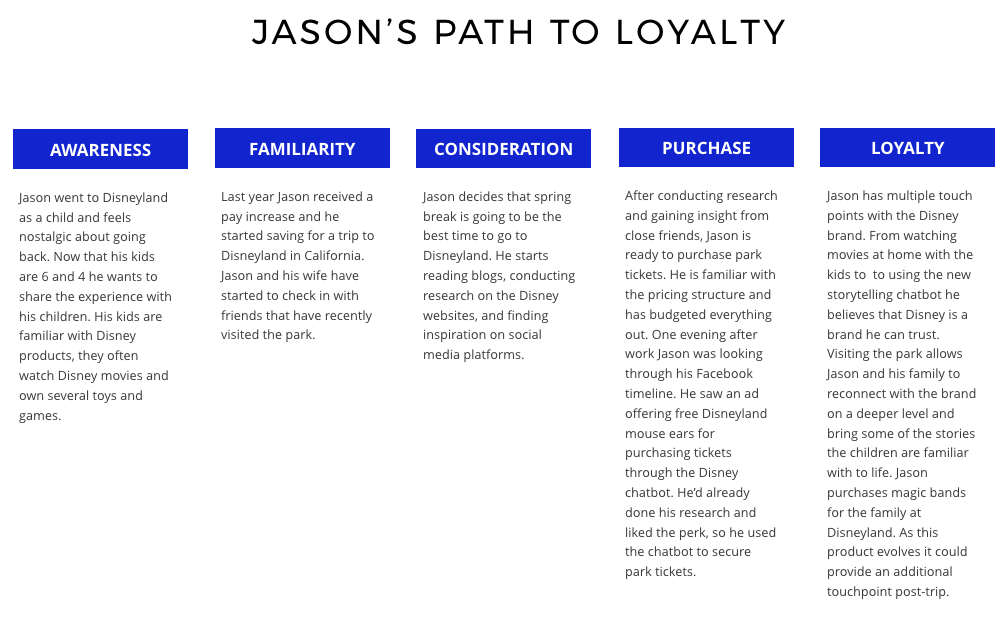 JASON’S PATH TO LOYALTY
AWARENESS
Jason went to Disneyland
as a child and feels
nostalgic about going
back. Now that his kids
are 6 and 4 he wants to
share the experience with
his children. His kids are
familiar with Disney
products, they often
watch Disney movies and
own several toys and
games.
FAMILIARITY
Last year Jason received a
pay increase and he
started saving for a trip to
Disneyland in California.
Jason and his wife have
started to check in with
friends that have recently
visited the park.
CONSIDERATION
Jason decides that spring
break is going to be the
best time to go to
Disneyland. He starts
reading blogs, conducting
research on the Disney
websites, and finding
inspiration on social
media platforms.
PURCHASE
After conducting research
and gaining insight from
close friends, Jason is
ready to purchase park
tickets. He is familiar with
the pricing structure and
has budgeted everything
out. One evening after
work Jason was looking
through his Facebook
timeline. He saw an ad
offering free Disneyland
mouse ears for
purchasing tickets
through the Disney
chatbot. He’d already
done his research and
liked the perk, so he used
the chatbot to secure
park tickets.
LOYALTY
Jason has multiple touch
points with the Disney
brand. From watching
movies at home with the
kids to  to using the new
storytelling chatbot he
believes that Disney is a
brand he can trust.
Visiting the park allows
Jason and his family to
reconnect with the brand
on a deeper level and
bring some of the stories
the children are familiar
with to life. Jason
purchases magic bands
for the family at
Disneyland. As this
product evolves it could
provide an additional
touchpoint post-trip.